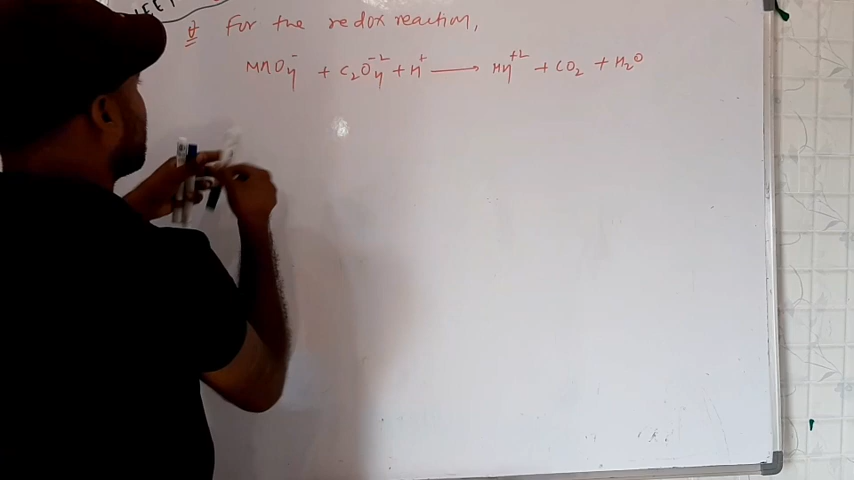 Q For the redox reaction,
MnO₄⁻ + C₂O₄⁻² + H⁺ ⟶ Mn⁺² + CO₂ + H₂O